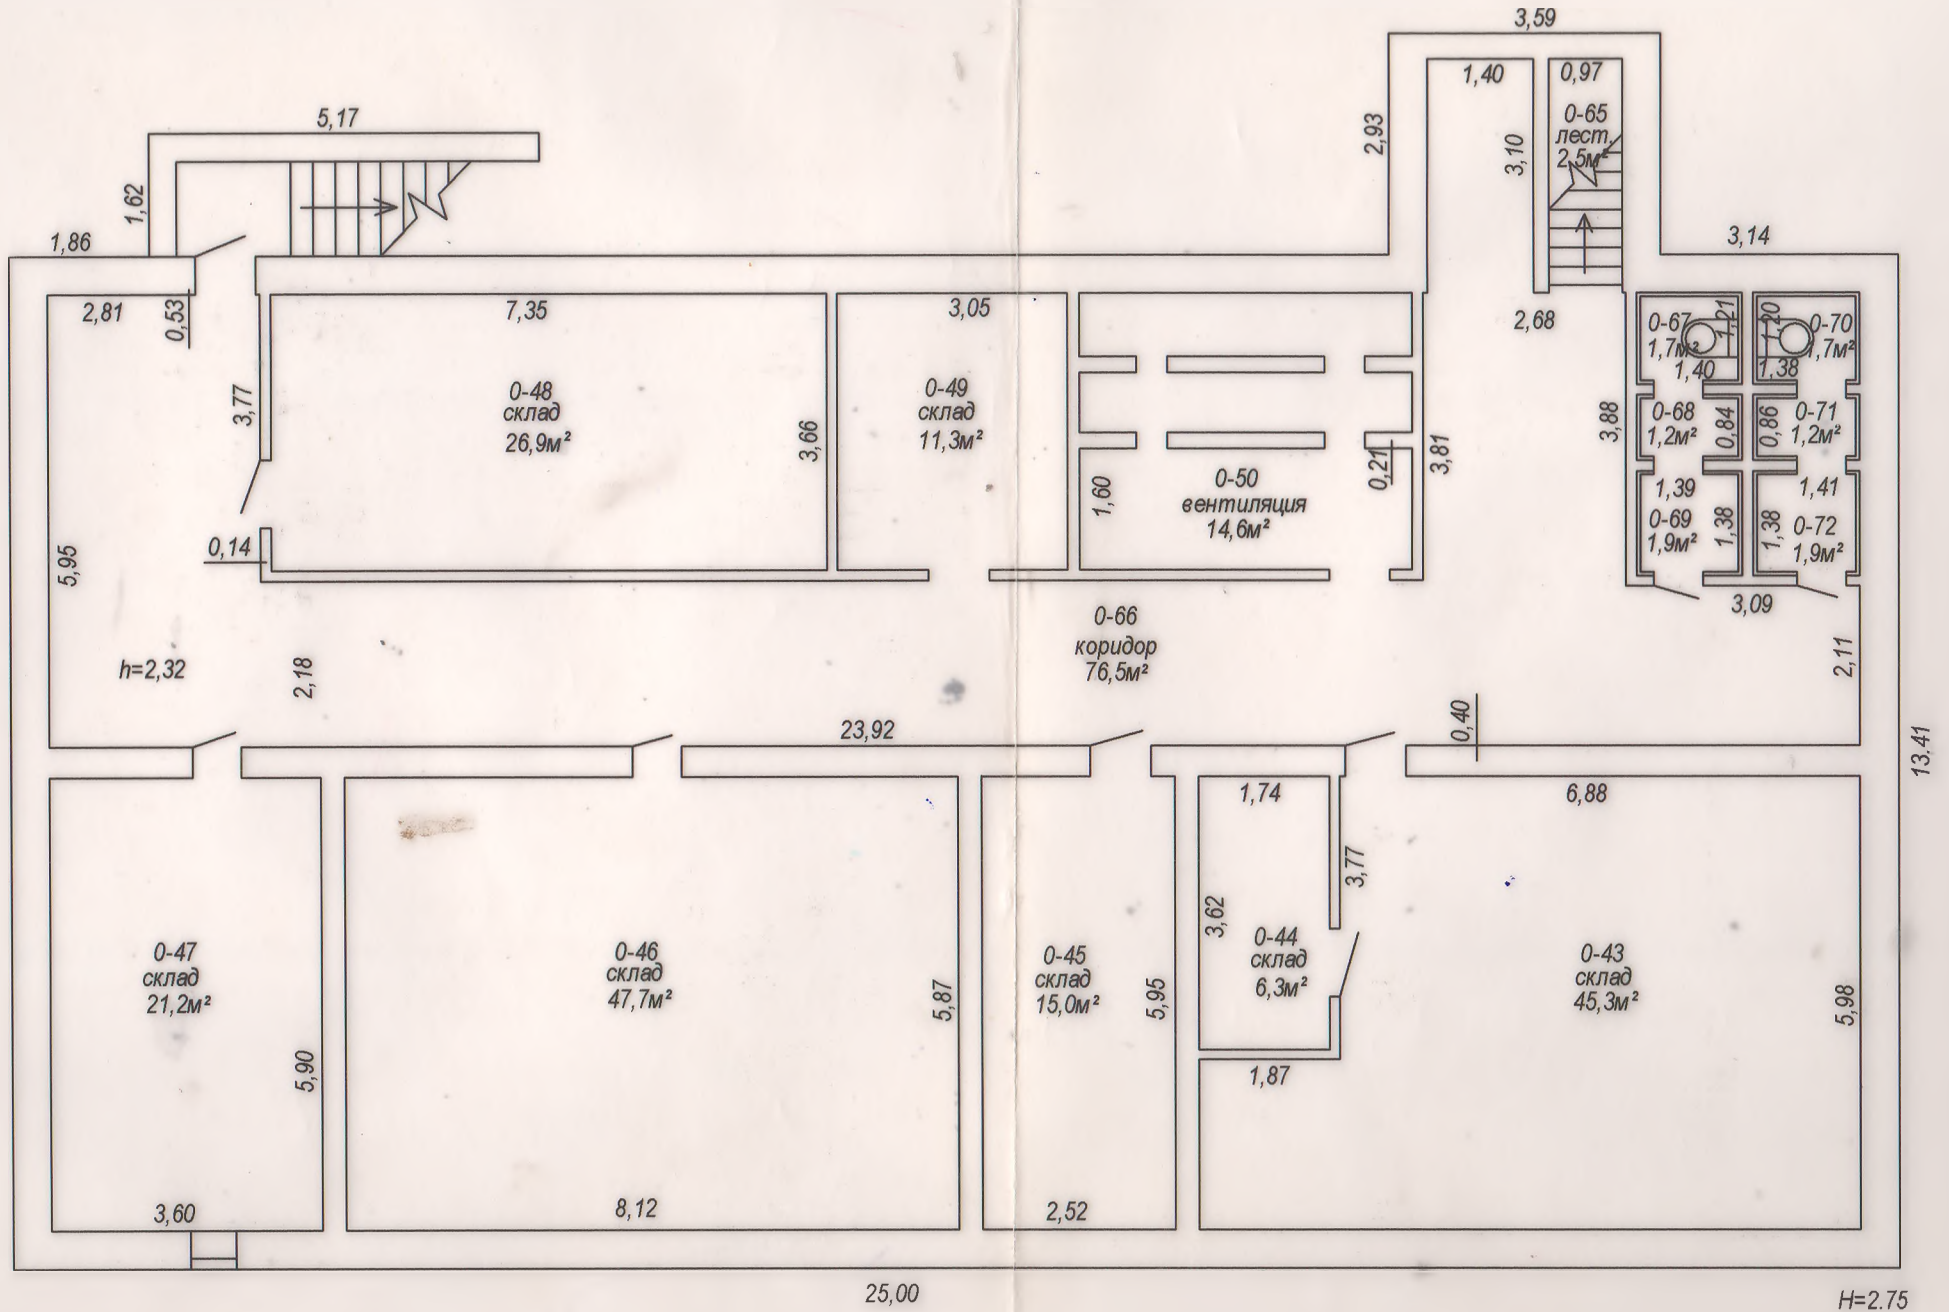 3,59
1,40
0,97
0-65
лест.
2,5м²
2,93
3,10
5,17
1,62
1,86
3,14
2,81
0,53
7,35
3,05
2,68
0-67
1,7м²
1,21
1,40
1,20
0-70
1,7м²
1,38
3,77
0-48
склад
26,9м²
3,66
0-49
склад
11,3м²
1,60
0-50
вентиляция
14,6м²
0,21
3,81
3,88
0-68
1,2м²
0,84
0,86
0-71
1,2м²
1,39
0-69
1,9м²
1,38
1,38
1,41
0-72
1,9м²
0,14
5,95
3,09
0-66
коридор
76,5м²
h=2,32
2,18
2,11
23,92
0,40
13.41
1,74
6,88
3,77
3,62
0-44
склад
6,3м²
0-47
склад
21,2м²
5,90
0-46
склад
47,7м²
5,87
0-45
склад
15,0м²
5,95
0-43
склад
45,3м²
5,98
1,87
3,60
8,12
2,52
25,00
H=2.75